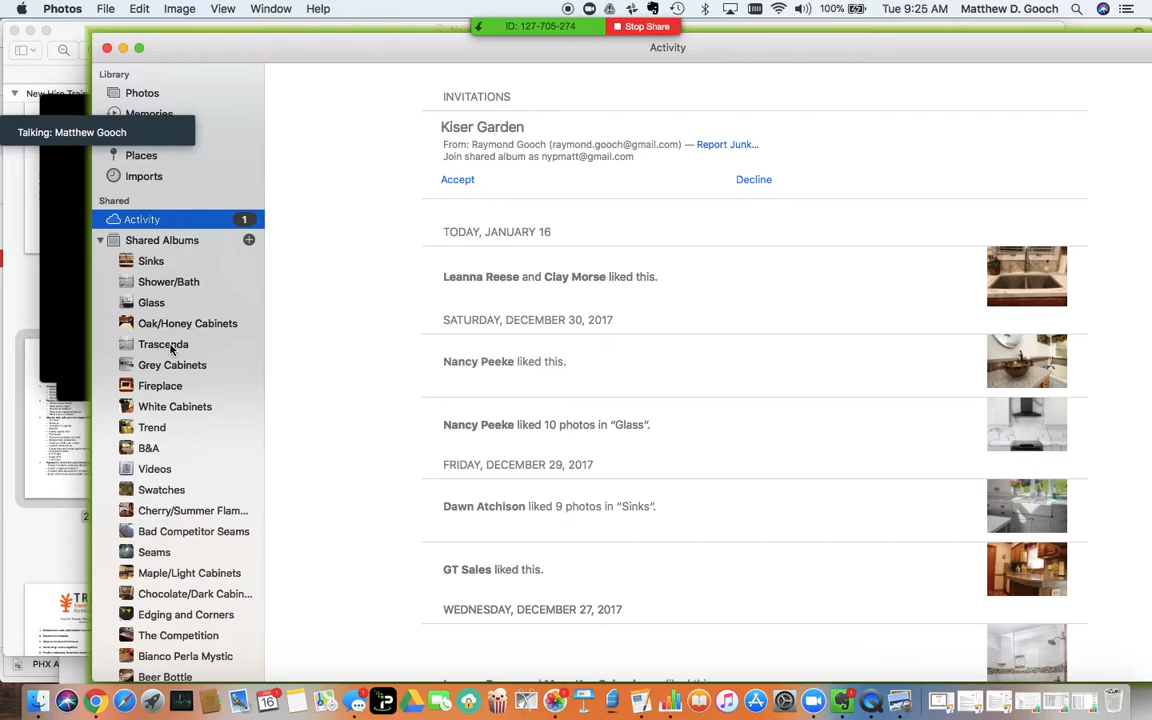 Photos File Edit Image View Window Help 100% Tue 9:25 AM Matthew D. Gooch
ID: 127-705-274 Stop Share
Activity
Library
New Hire Train
Photos
Memories
Talking: Matthew Gooch
Places
Imports
Shared
Activity 1
Shared Albums
Sinks
Shower/Bath
Glass
Oak/Honey Cabinets
Trascenda
Grey Cabinets
Fireplace
White Cabinets
Trend
B&A
Videos
Swatches
Cherry/Summer Flam...
Bad Competitor Seams
Seams
Maple/Light Cabinets
Chocolate/Dark Cabin...
Edging and Corners
The Competition
Bianco Perla Mystic
Beer Bottle
PHX A
INVITATIONS
Kiser Garden
From: Raymond Gooch (raymond.gooch@gmail.com) — Report Junk...
Join shared album as nypmatt@gmail.com
Accept Decline
TODAY, JANUARY 16
Leanna Reese and Clay Morse liked this.
SATURDAY, DECEMBER 30, 2017
Nancy Peeke liked this.
Nancy Peeke liked 10 photos in “Glass”.
FRIDAY, DECEMBER 29, 2017
Dawn Atchison liked 9 photos in “Sinks”.
GT Sales liked this.
WEDNESDAY, DECEMBER 27, 2017